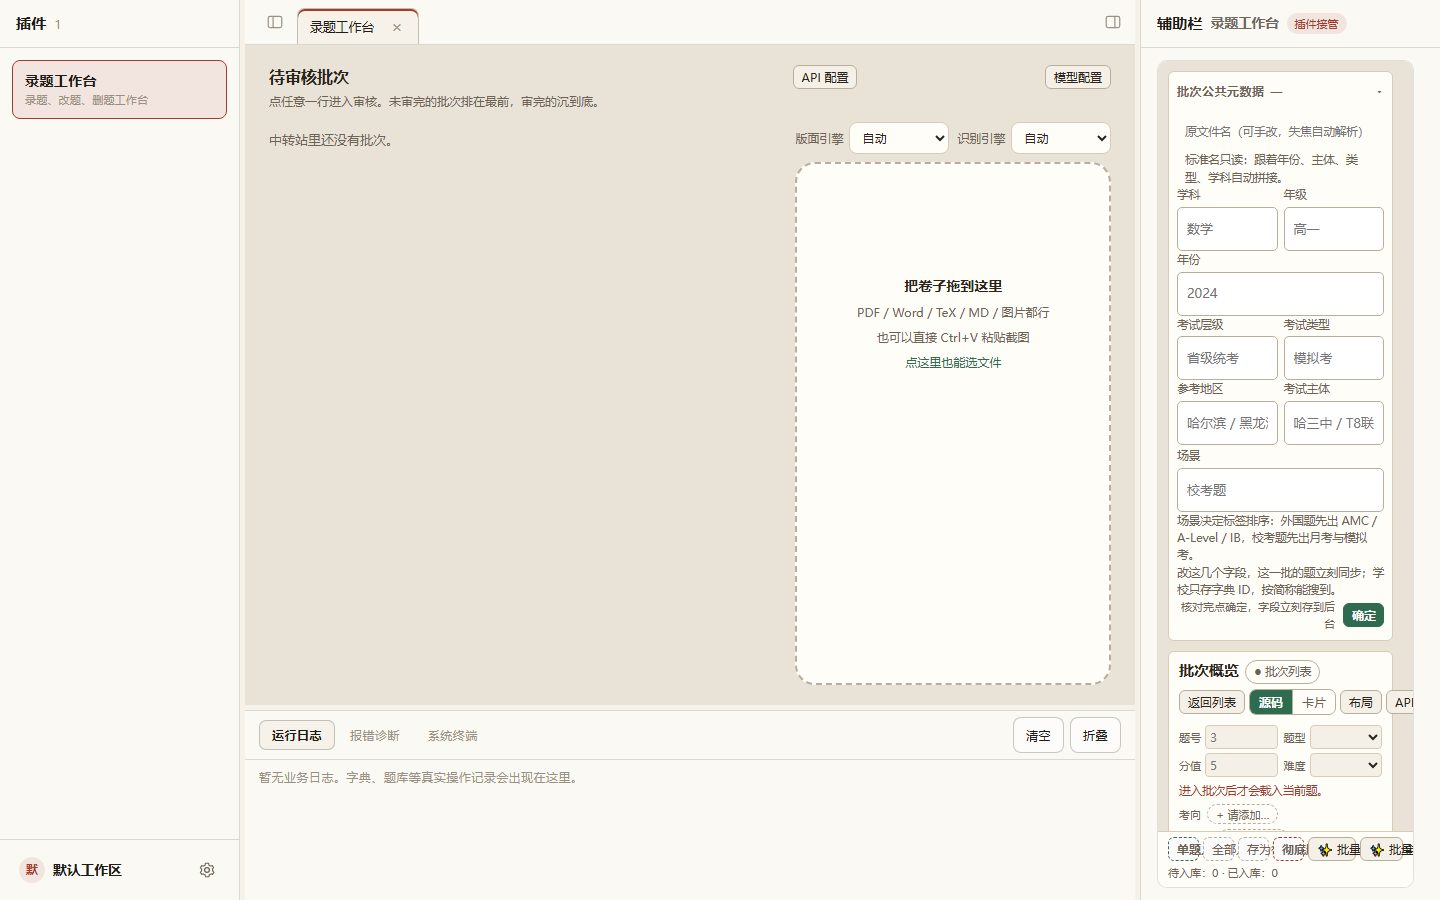 插件 1
录题工作台
录题、改题、删题工作台
默 默认工作区
录题工作台 ×
待审核批次
点任意一行进入审核。未审完的批次排在最前，审完的沉到底。
中转站里还没有批次。
API 配置
模型配置
版面引擎 自动 识别引擎 自动
把卷子拖到这里
PDF / Word / TeX / MD / 图片都行
也可以直接 Ctrl+V 粘贴截图
点这里也能选文件
运行日志 报错诊断 系统终端
清空 折叠
暂无业务日志。字典、题库等真实操作记录会出现在这里。
辅助栏 录题工作台 插件接管
批次公共元数据 —
原文件名（可手改，失焦自动解析）
标准名只读：跟着年份、主体、类
型、学科自动拼接。
学科 年级
数学 高一
年份
2024
考试层级 考试类型
省级统考 模拟考
参考地区 考试主体
哈尔滨 / 黑龙 哈三中 / T8联
场景
校考题
场景决定标签排序：外国题先出 AMC /
A-Level / IB，校考题先出月考与模拟
考。
改这几个字段，这一批的题立刻同步；学
校只存字典 ID，按简称能搜到。
核对完点确定，字段立刻存到后
台
确定
批次概览 ● 批次列表
返回列表 源码 卡片 布局 API
题号 3 题型
分值 5 难度
进入批次后才会载入当前题。
考向 + 请添加...
单题 全部 存为 彻底 ✨ 批量 ✨ 批量
待入库：0 · 已入库：0